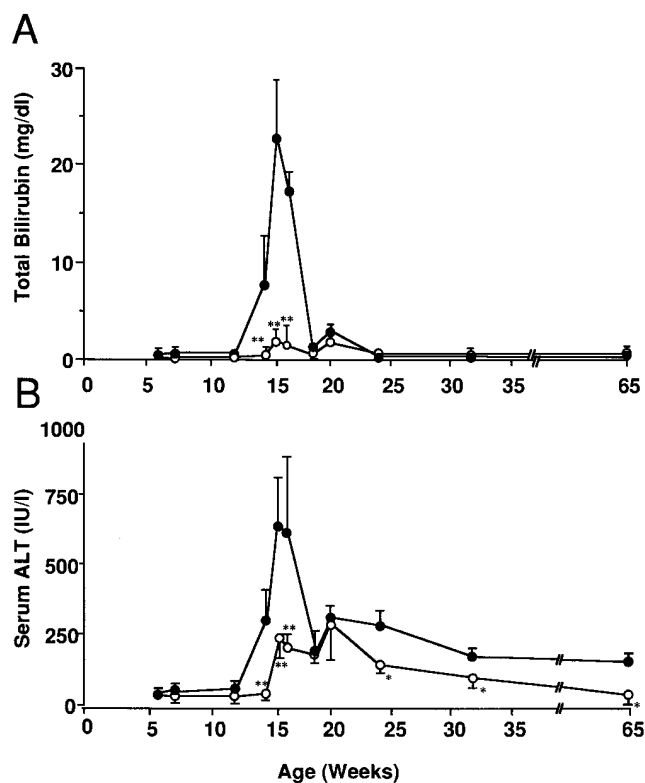 A
Total Bilirubin (mg/dl)
30
20
10
0
** ** **
0 5 10 15 20 25 30 35 65
B
Serum ALT (IU/l)
1000
750
500
250
0
**
** ** * * *
0 5 10 15 20 25 30 35 65
Age (Weeks)